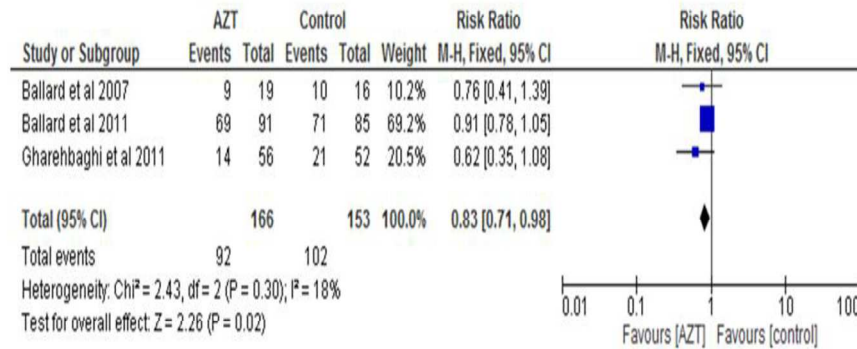 AZT Control Risk Ratio Risk Ratio
Study or Subgroup Events Total Events Total Weight M-H, Fixed, 95% CI M-H, Fixed, 95% CI
Ballard et al 2007 9 19 10 16 10.2% 0.76 [0.41, 1.39]
Ballard et al 2011 69 91 71 85 69.2% 0.91 [0.78, 1.05]
Gharehbaghi et al 2011 14 56 21 52 20.5% 0.62 [0.35, 1.08]
Total (95% CI) 166 153 100.0% 0.83 [0.71, 0.98]
Total events 92 102
Heterogeneity: Chi² = 2.43, df = 2 (P = 0.30); I² = 18%
Test for overall effect: Z = 2.26 (P = 0.02)
0.01 0.1 1 10 100
Favours [AZT] Favours [control]